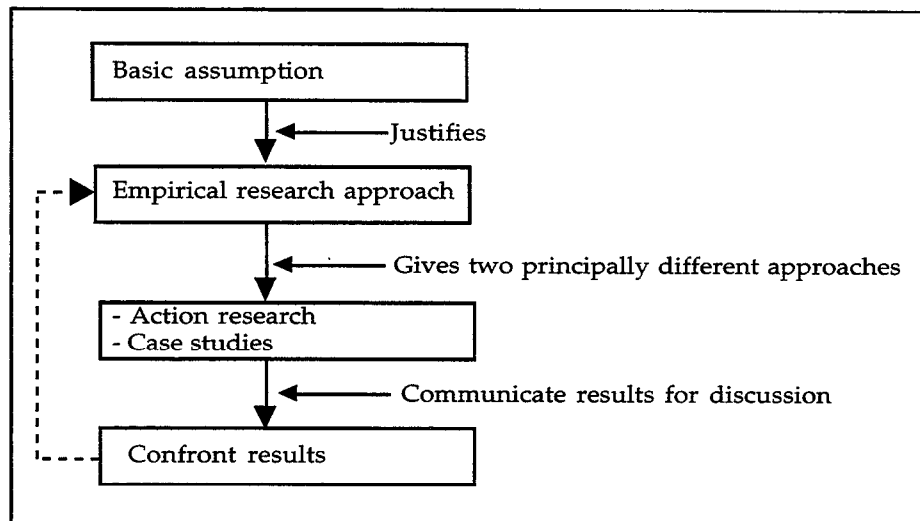 Basic assumption
Justifies
Empirical research approach
Gives two principally different approaches
- Action research
- Case studies
Communicate results for discussion
Confront results